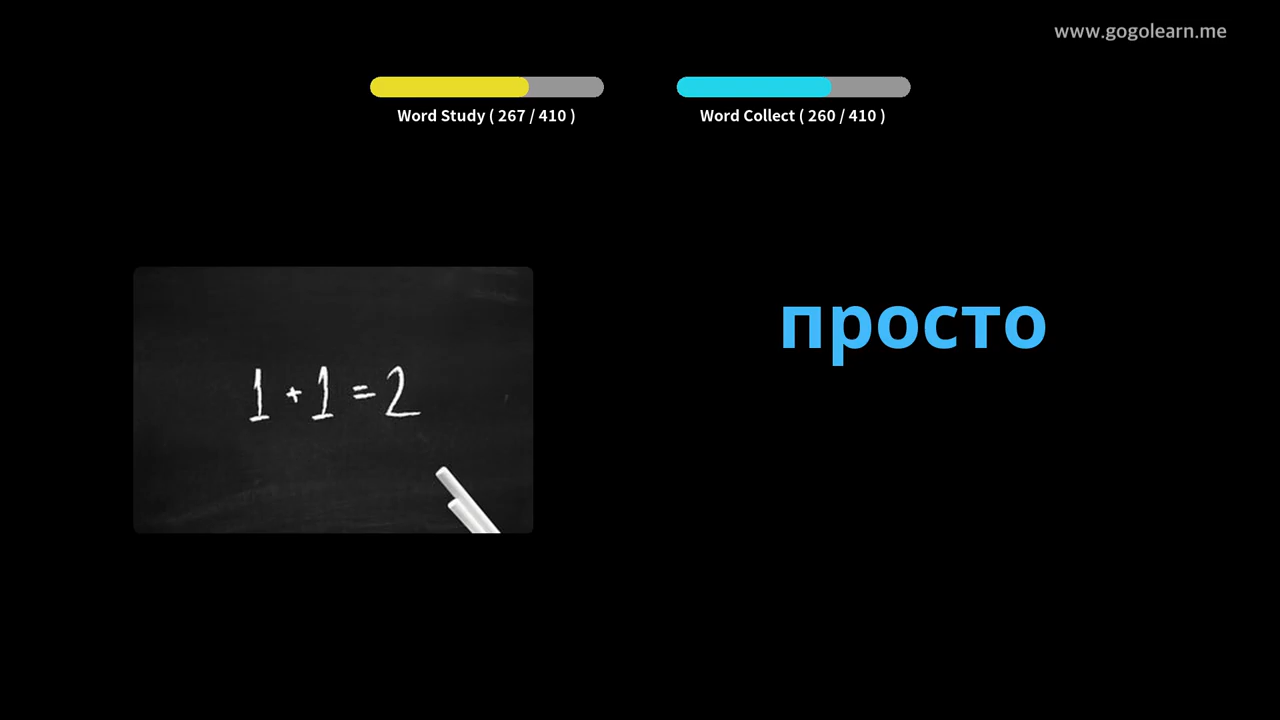 www.gogolearn.me
Word Study ( 267 / 410 )
Word Collect ( 260 / 410 )
1 + 1 = 2
просто